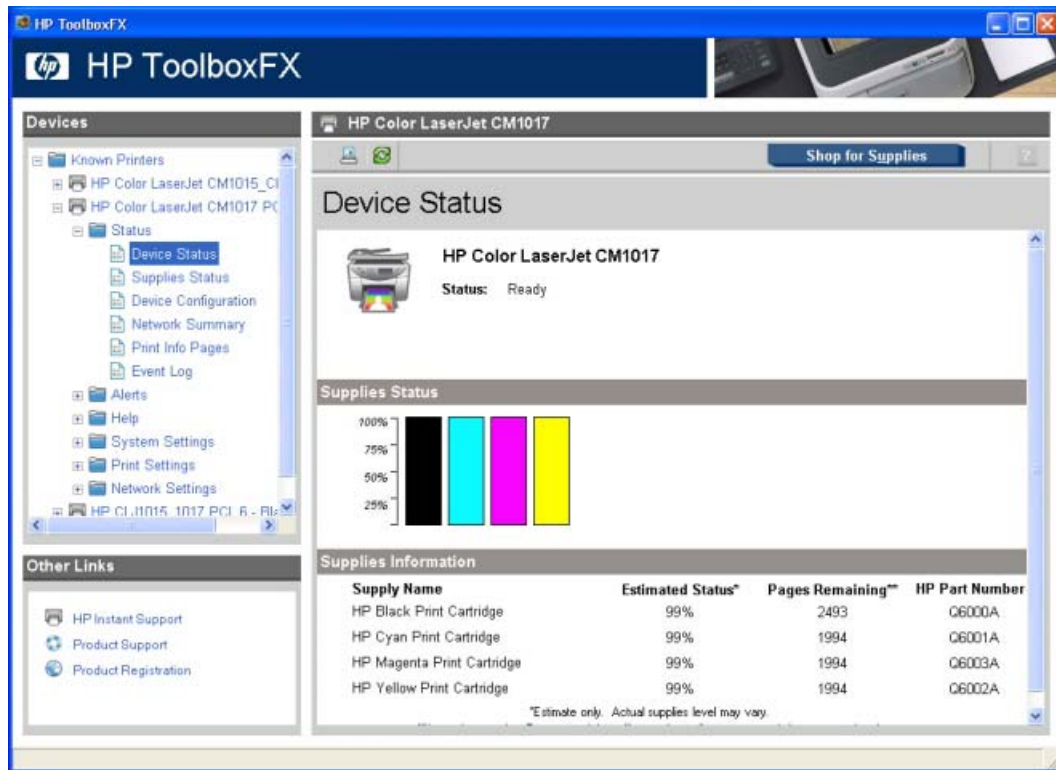 HP ToolboxFX
hp HP ToolboxFX
Devices
Known Printers
HP Color LaserJet CM1015_Cl
HP Color LaserJet CM1017 PC
Status
Device Status
Supplies Status
Device Configuration
Network Summary
Print Info Pages
Event Log
Alerts
Help
System Settings
Print Settings
Network Settings
HP CLJ1015_1017 PCL 6 - Bla
Other Links
HP Instant Support
Product Support
Product Registration
HP Color LaserJet CM1017
Shop for Supplies
?
Device Status
HP Color LaserJet CM1017
Status: Ready
Supplies Status
100%
75%
50%
25%
Supplies Information
Supply Name Estimated Status* Pages Remaining** HP Part Number
HP Black Print Cartridge 99% 2493 Q6000A
HP Cyan Print Cartridge 99% 1994 Q6001A
HP Magenta Print Cartridge 99% 1994 Q6003A
HP Yellow Print Cartridge 99% 1994 Q6002A
*Estimate only. Actual supplies level may vary.